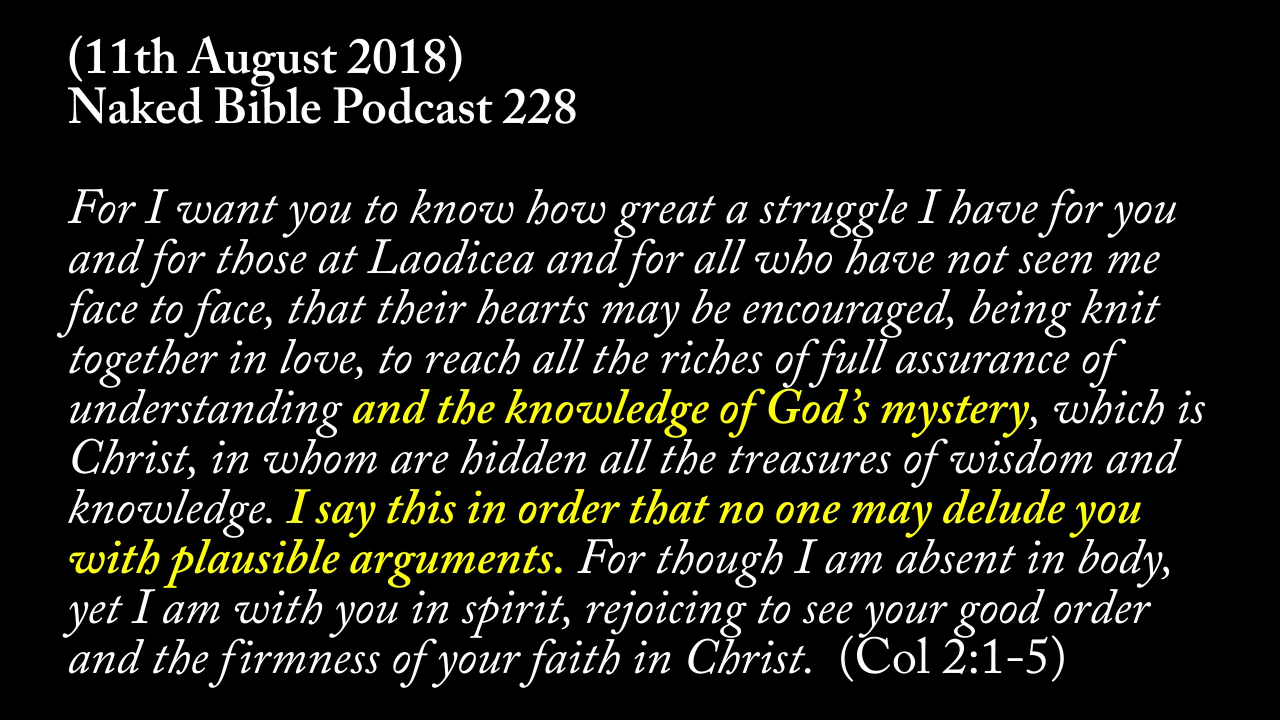 (11th August 2018)
Naked Bible Podcast 228
For I want you to know how great a struggle I have for you
and for those at Laodicea and for all who have not seen me
face to face, that their hearts may be encouraged, being knit
together in love, to reach all the riches of full assurance of
understanding and the knowledge of God’s mystery, which is
Christ, in whom are hidden all the treasures of wisdom and
knowledge. I say this in order that no one may delude you
with plausible arguments. For though I am absent in body,
yet I am with you in spirit, rejoicing to see your good order
and the firmness of your faith in Christ. (Col 2:1-5)